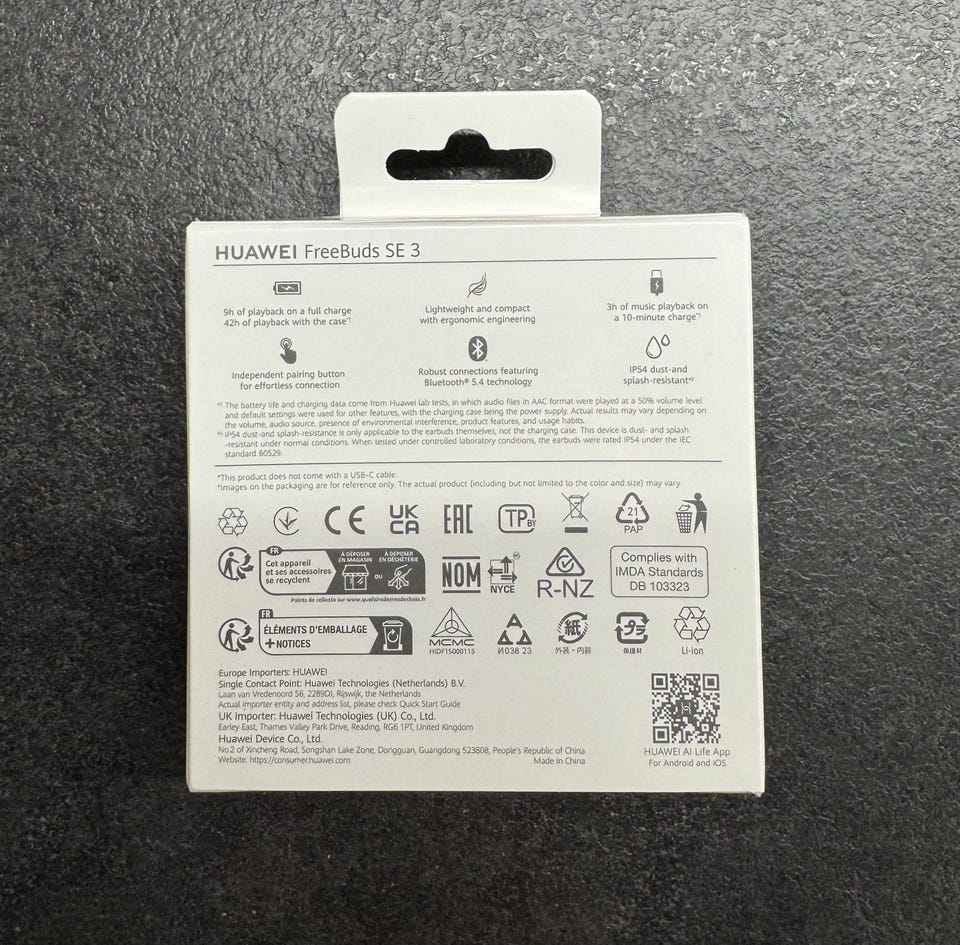 HUAWEI FreeBuds SE 3
9h of playback on a full charge
42h of playback with the case*¹
Lightweight and compact
with ergonomic engineering
3h of music playback on
a 10-minute charge*¹
Independent pairing button
for effortless connection
Robust connections featuring
Bluetooth® 5.4 technology
IP54 dust-and
splash-resistant*²
*¹ The battery life and charging data come from Huawei lab tests, in which audio files in AAC format were played at a 50% volume level
and default settings were used for other features, with the charging case being the power supply. Actual results may vary depending on
the volume, audio source, presence of environmental interference, product features, and usage habits.
*² IP54 dust-and splash-resistance is only applicable to the earbuds themselves, not the charging case. This device is dust- and splash
-resistant under normal conditions. When tested under controlled laboratory conditions, the earbuds were rated IP54 under the IEC
standard 60529.
*This product does not come with a USB-C cable.
*Images on the packaging are for reference only. The actual product (including but not limited to the color and size) may vary
CE
UK
CA
EAC
TP BY
21
PAP
FR
Cet appareil
et ses accessoires
se recyclent
À DÉPOSER
EN MAGASIN
ou
À DÉPOSER
EN DÉCHÈTERIE
Points de collecte sur www.quefairedemesdechets.fr
NOM
NYCE
R-NZ
Complies with
IMDA Standards
DB 103323
FR
ÉLÉMENTS D'EMBALLAGE
+NOTICES
MCMC
HIDF15000115
И038 23
紙
外装・内装
プラ
保護材
Li-Ion
Europe Importers: HUAWEI
Single Contact Point: Huawei Technologies (Netherlands) B.V.
Laan van Vredenoord 56, 2289DJ, Rijswijk, the Netherlands
Actual importer entity and address list, please check Quick Start Guide
UK Importer: Huawei Technologies (UK) Co., Ltd.
Earley East, Thames Valley Park Drive, Reading, RG6 1PT, United Kingdom
Huawei Device Co., Ltd.
No.2 of Xincheng Road, Songshan Lake Zone, Dongguan, Guangdong 523808, People's Republic of China
Website: https://consumer.huawei.com
Made in China
HUAWEI AI Life App
For Android and iOS